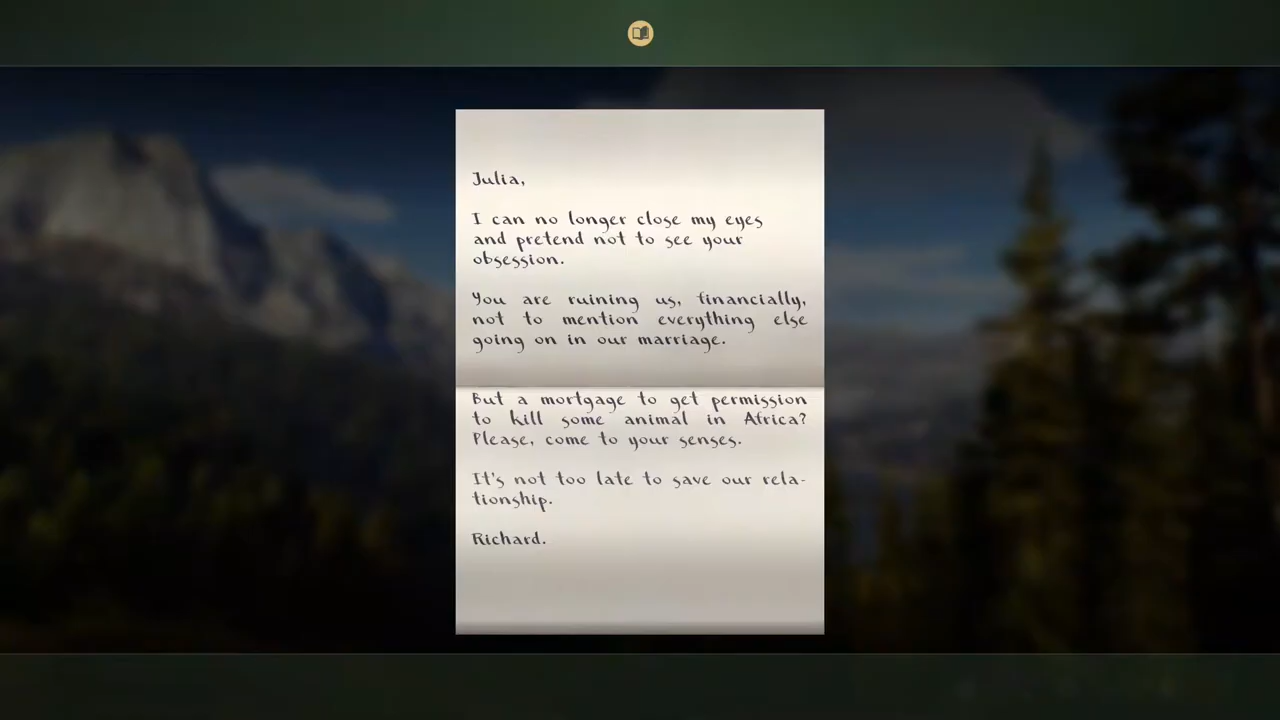 Julia,
I can no longer close my eyes
and pretend not to see your
obsession.
You are ruining us, financially,
not to mention everything else
going on in our marriage.
But a mortgage to get permission
to kill some animal in Africa?
Please, come to your senses.
It's not too late to save our rela-
tionship.
Richard.